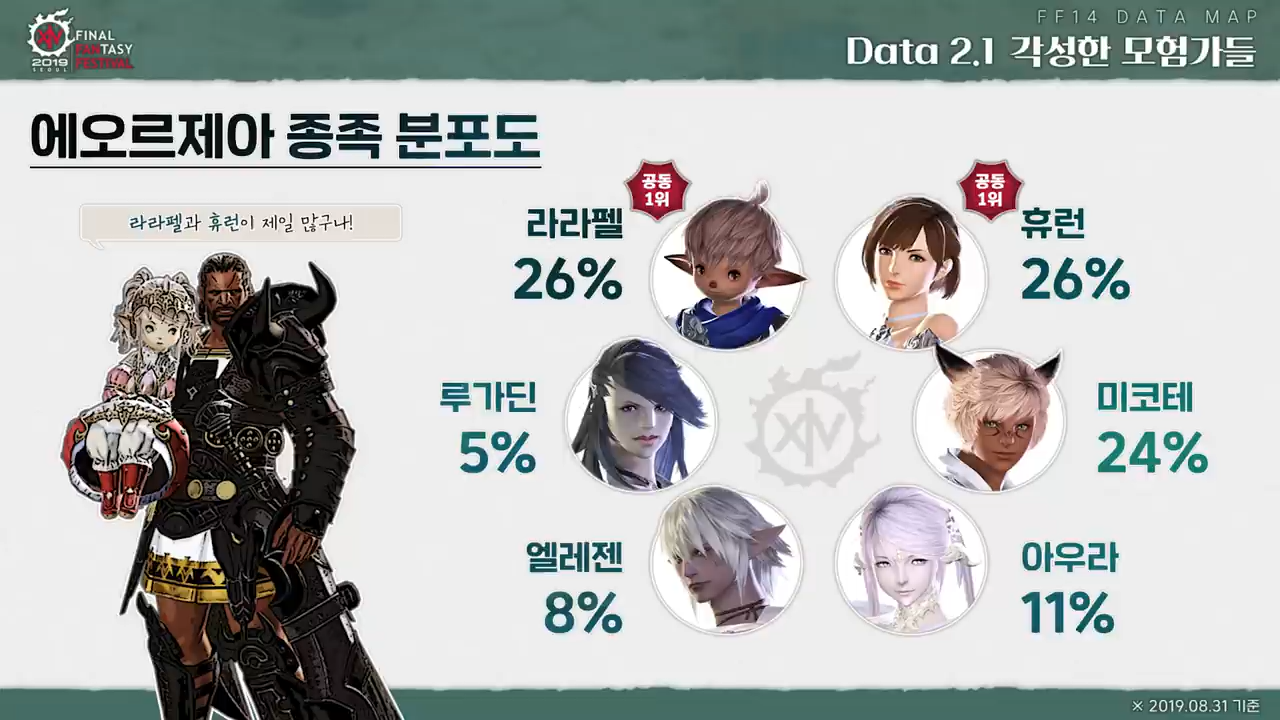 FINAL
FANTASY
FESTIVAL
2019
SEOUL
XIV
FF14 DATA MAP
Data 2.1 각성한 모험가들
에오르제아 종족 분포도
라라펠과 휴런이 제일 많구나!
공동
1위
라라펠
26%
공동
1위
휴런
26%
루가딘
5%
미코테
24%
엘레젠
8%
아우라
11%
XIV
× 2019.08.31 기준